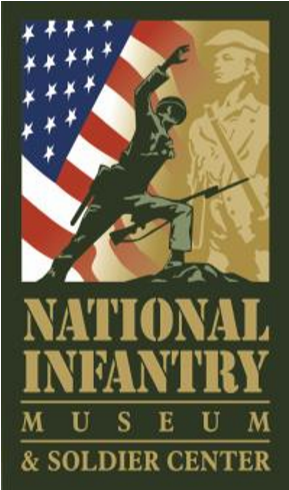 NATIONAL
INFANTRY
MUSEUM
& SOLDIER CENTER